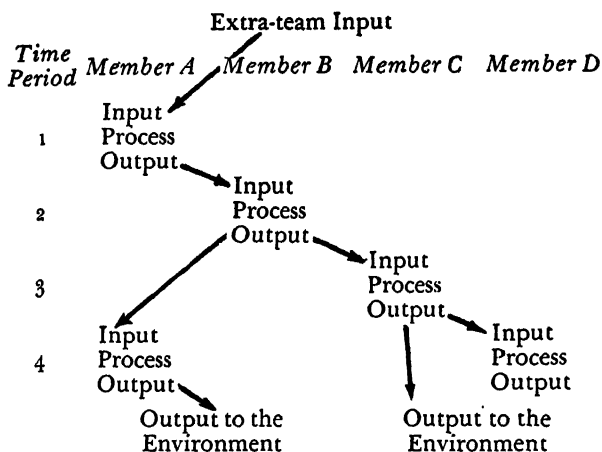 Extra-team Input
Time Period Member A Member B Member C Member D
1
Input
Process
Output
2
Input
Process
Output
3
Input
Process
Output
4
Input
Process
Output
Input
Process
Output
Output to the
Environment
Output to the
Environment